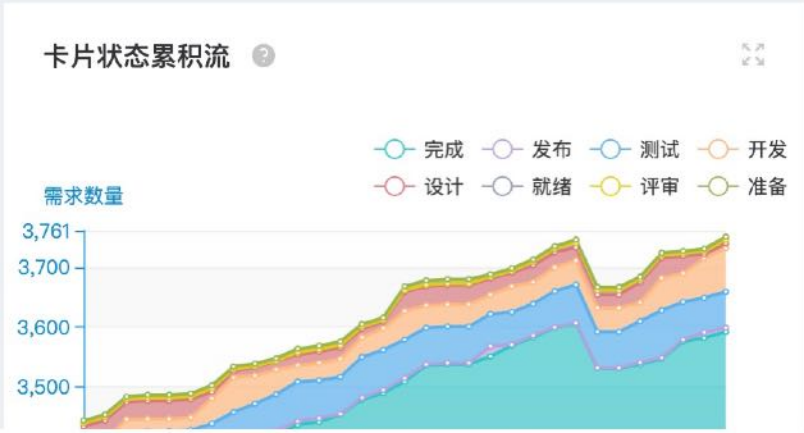 卡片状态累积流 ?
完成 发布 测试 开发
设计 就绪 评审 准备
需求数量
3,761
3,700
3,600
3,500